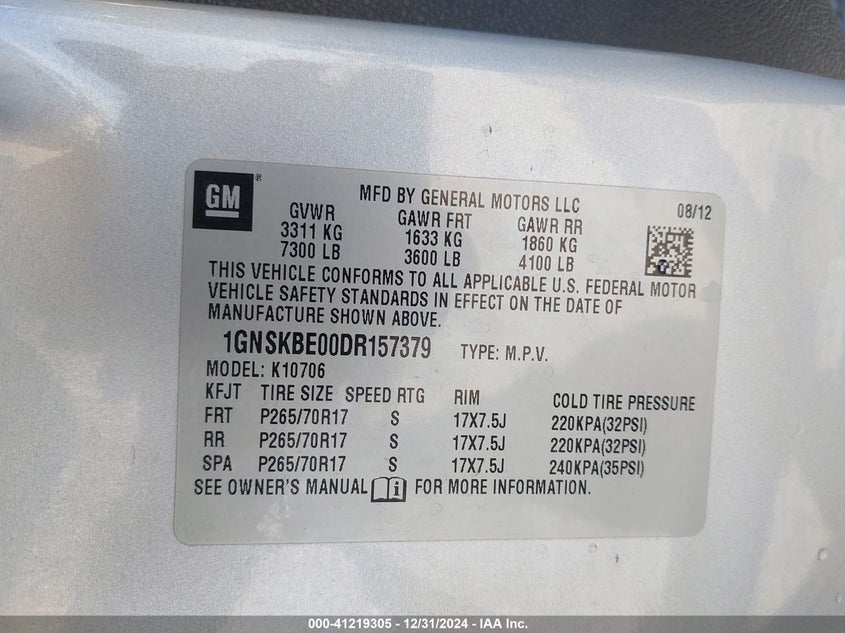 GM®
MFD BY GENERAL MOTORS LLC 08/12
GVWR GAWR FRT GAWR RR
3311 KG 1633 KG 1860 KG
7300 LB 3600 LB 4100 LB
THIS VEHICLE CONFORMS TO ALL APPLICABLE U.S. FEDERAL MOTOR
VEHICLE SAFETY STANDARDS IN EFFECT ON THE DATE OF
MANUFACTURE SHOWN ABOVE.
1GNSKBE00DR157379 TYPE: M.P.V.
MODEL: K10706
KFJT TIRE SIZE SPEED RTG RIM COLD TIRE PRESSURE
FRT P265/70R17 S 17X7.5J 220KPA(32PSI)
RR P265/70R17 S 17X7.5J 220KPA(32PSI)
SPA P265/70R17 S 17X7.5J 240KPA(35PSI)
SEE OWNER'S MANUAL i FOR MORE INFORMATION.
000-41219305 - 12/31/2024 - IAA Inc.